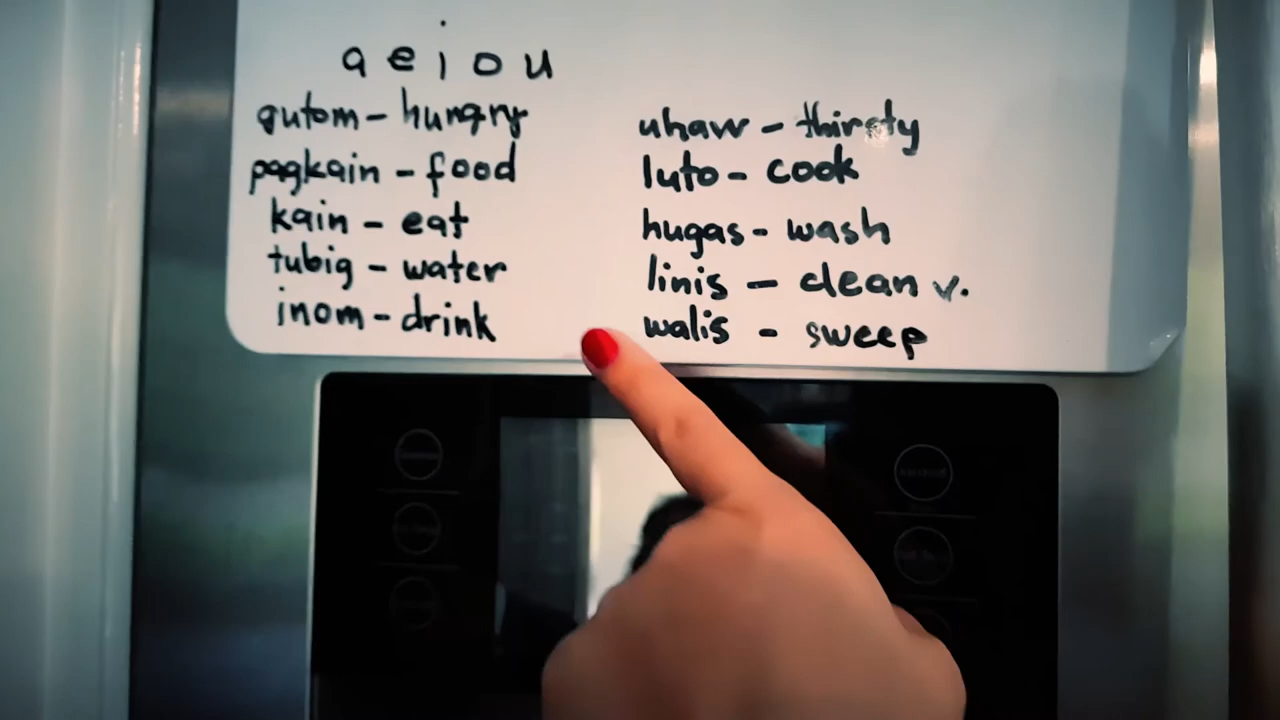 a e i o u
gutom - hungry
pagkain - food
kain - eat
tubig - water
inom - drink
uhaw - thirsty
luto - cook
hugas - wash
linis - clean v.
walis - sweep